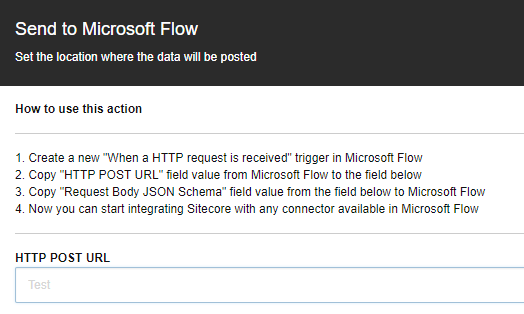 Send to Microsoft Flow
Set the location where the data will be posted
How to use this action
1. Create a new "When a HTTP request is received" trigger in Microsoft Flow
2. Copy "HTTP POST URL" field value from Microsoft Flow to the field below
3. Copy "Request Body JSON Schema" field value from the field below to Microsoft Flow
4. Now you can start integrating Sitecore with any connector available in Microsoft Flow
HTTP POST URL
Test